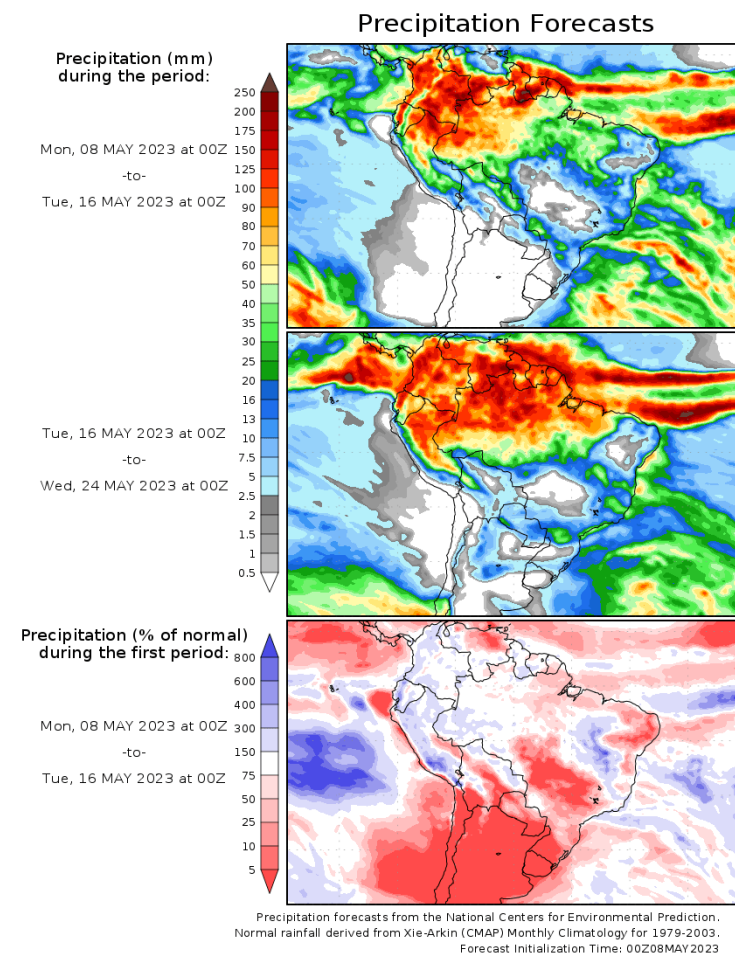 Precipitation Forecasts
Precipitation (mm)
during the period:
250
200
175
150
125
100
90
80
70
60
50
40
35
30
25
20
16
13
10
7.5
5
2.5
2
1.5
1
0.5
Mon, 08 MAY 2023 at 00Z
-to-
Tue, 16 MAY 2023 at 00Z
Tue, 16 MAY 2023 at 00Z
-to-
Wed, 24 MAY 2023 at 00Z
Precipitation (% of normal)
during the first period:
800
600
400
300
150
75
50
25
10
5
Mon, 08 MAY 2023 at 00Z
-to-
Tue, 16 MAY 2023 at 00Z
Precipitation forecasts from the National Centers for Environmental Prediction.
Normal rainfall derived from Xie-Arkin (CMAP) Monthly Climatology for 1979-2003.
Forecast Initialization Time: 00Z08MAY2023